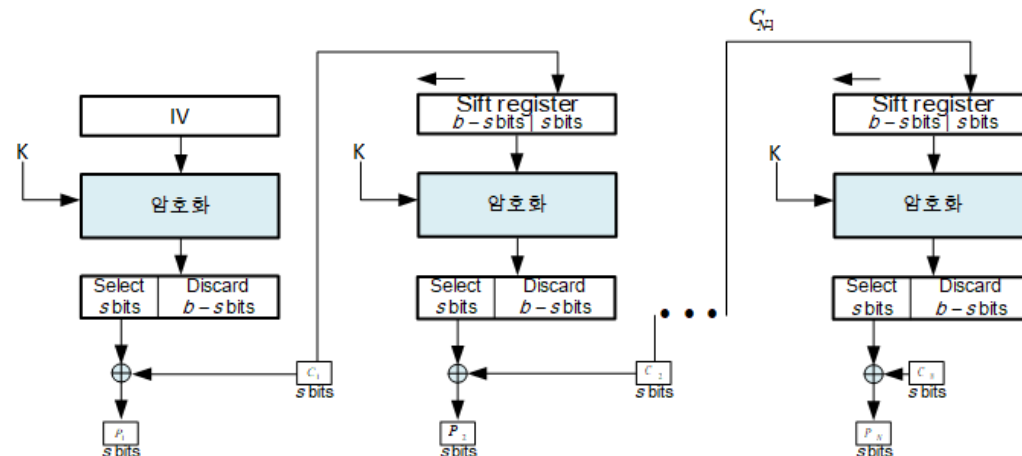 C_{N-1}
IV
Sift register
b – s bits | s bits
Sift register
b – s bits | s bits
K
K
K
암호화
암호화
암호화
Select
s bits
Discard
b – s bits
Select
s bits
Discard
b – s bits
Select
s bits
Discard
b – s bits
• • •
C_1
s bits
C_2
s bits
s bits
P_1
s bits
P_2
s bits
P_N
s bits